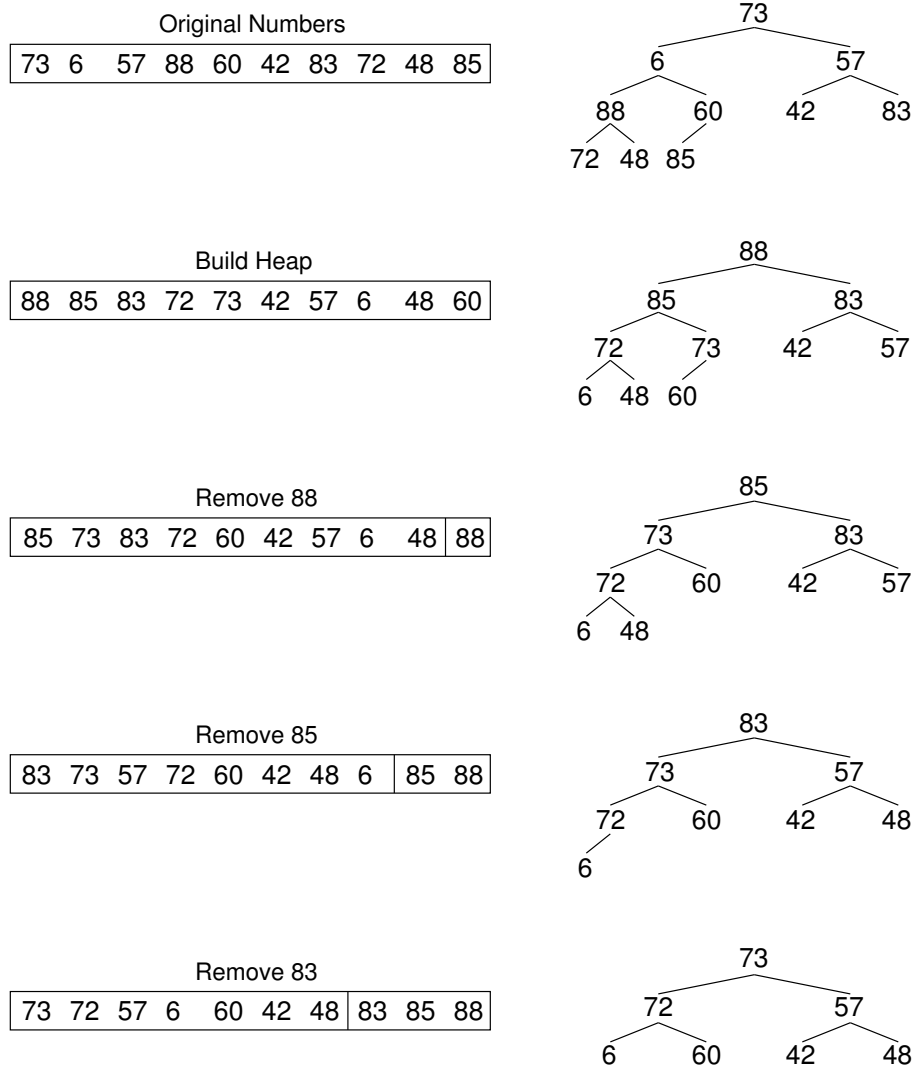 Original Numbers
73 6 57 88 60 42 83 72 48 85
73
6 57
88 60 42 83
72 48 85
Build Heap
88 85 83 72 73 42 57 6 48 60
88
85 83
72 73 42 57
6 48 60
Remove 88
85 73 83 72 60 42 57 6 48 88
85
73 83
72 60 42 57
6 48
Remove 85
83 73 57 72 60 42 48 6 85 88
83
73 57
72 60 42 48
6
Remove 83
73 72 57 6 60 42 48 83 85 88
73
72 57
6 60 42 48